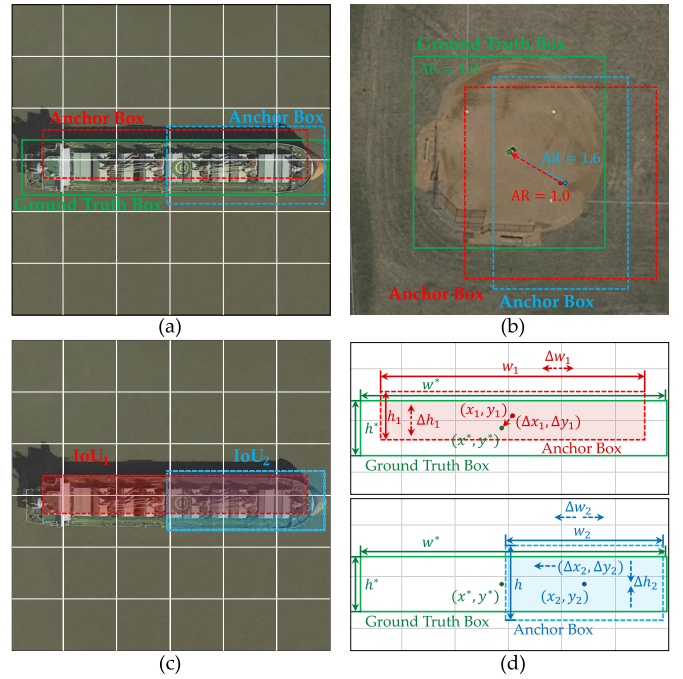 Anchor Box
Anchor Box
Ground Truth Box
(a)
Ground Truth Box
AR = 1.3
AR = 1.6
AR = 1.0
Anchor Box
Anchor Box
(b)
IoU₁
IoU₂
(c)
Δw₁
w₁
w*
h*
h₁
Δh₁
(x₁, y₁)
(Δx₁, Δy₁)
(x*, y*)
Anchor Box
Ground Truth Box
Δw₂
w₂
w*
h*
h
(Δx₂, Δy₂)
Δh₂
(x*, y*)
(x₂, y₂)
Ground Truth Box
Anchor Box
(d)